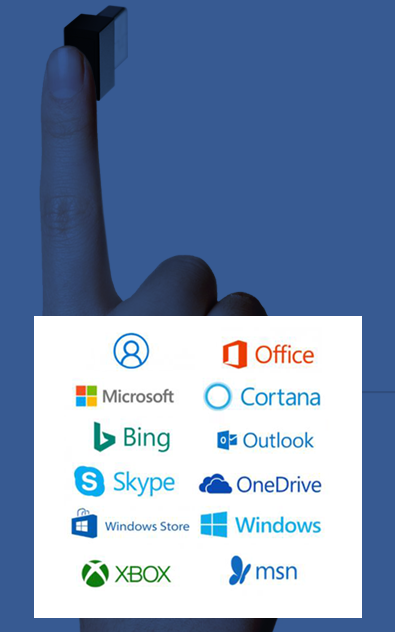 Office
Microsoft
Cortana
Bing
Outlook
Skype
OneDrive
Windows Store
Windows
XBOX
msn